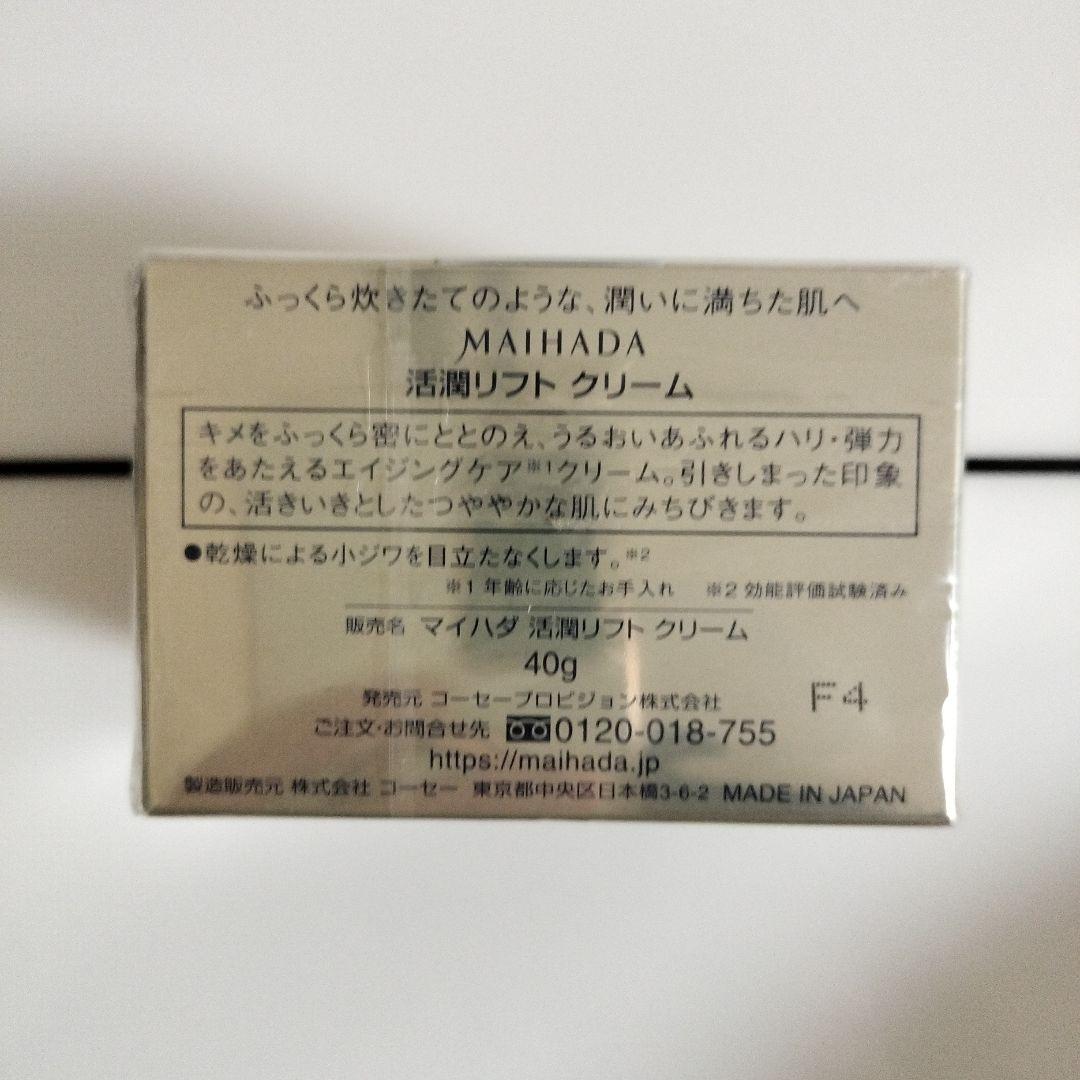 ふっくら炊きたてのような、潤いに満ちた肌へ
MAIHADA
活潤リフト クリーム
キメをふっくら密にととのえ、うるおいあふれるハリ・弾力
をあたえるエイジングケア※1クリーム。引きしまった印象
の、活きいきとしたつややかな肌にみちびきます。
●乾燥による小ジワを目立たなくします。※2
※1 年齢に応じたお手入れ ※2 効能評価試験済み
販売名 マイハダ 活潤リフト クリーム
40g
発売元 コーセープロビジョン株式会社
F4
ご注文・お問合せ先 0120-018-755
https://maihada.jp
製造販売元 株式会社 コーセー 東京都中央区日本橋3-6-2 MADE IN JAPAN